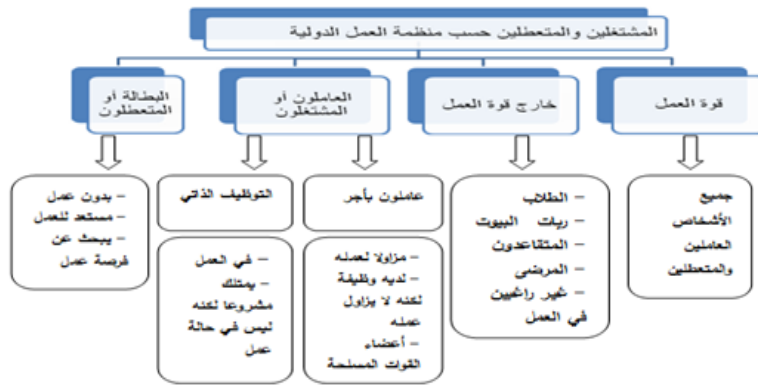 المشتغلين والمتعطلين حسب منظمة العمل الدولية
قوة العمل
خارج قوة العمل
العاملون أو
المشتغلون
البطالة أو
المتعطلون
جميع
الأشخاص
العاملين
والمتعطلين
– الطلاب
– ربات البيوت
– المتقاعدون
– المرضى
– غير راغبين
في العمل
عاملون بأجر
– مزاولا لعمله
– لديه وظيفة
لكنه لا يزاول
عمله
– أعضاء
القوات المسلحة
التوظيف الذاتي
– في العمل
– يمتلك
مشروعا لكنه
ليس في حالة
عمل
– بدون عمل
– مستعد للعمل
– يبحث عن
فرصة عمل